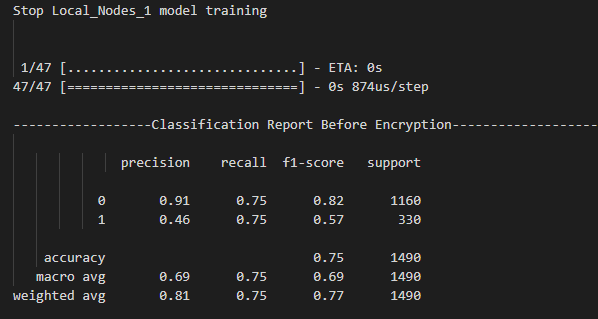 Stop Local_Nodes_1 model training
1/47 [..............................] - ETA: 0s
47/47 [==============================] - 0s 874us/step
------------------Classification Report Before Encryption-------------------
precision recall f1-score support
0 0.91 0.75 0.82 1160
1 0.46 0.75 0.57 330
accuracy 0.75 1490
macro avg 0.69 0.75 0.69 1490
weighted avg 0.81 0.75 0.77 1490